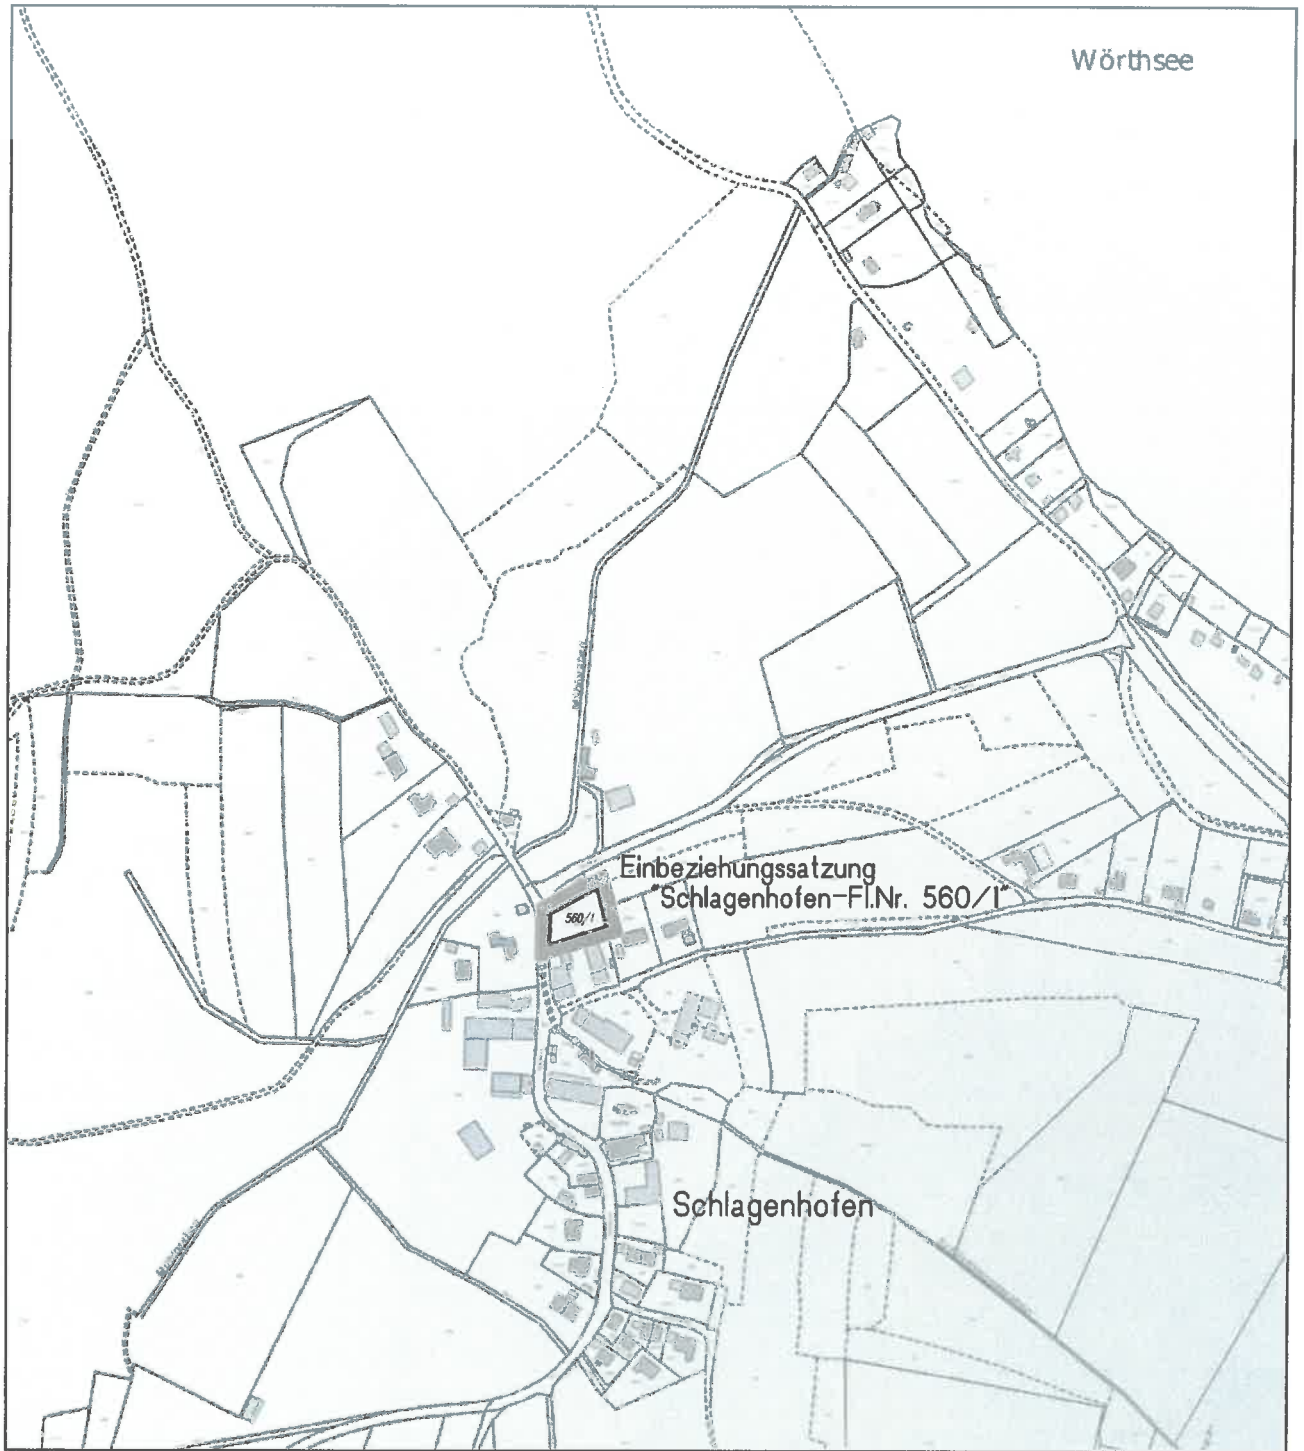 Wörthsee
Einbeziehungssatzung
"Schlagenhofen-Fl.Nr. 560/1"
560/1
Schlagenhofen